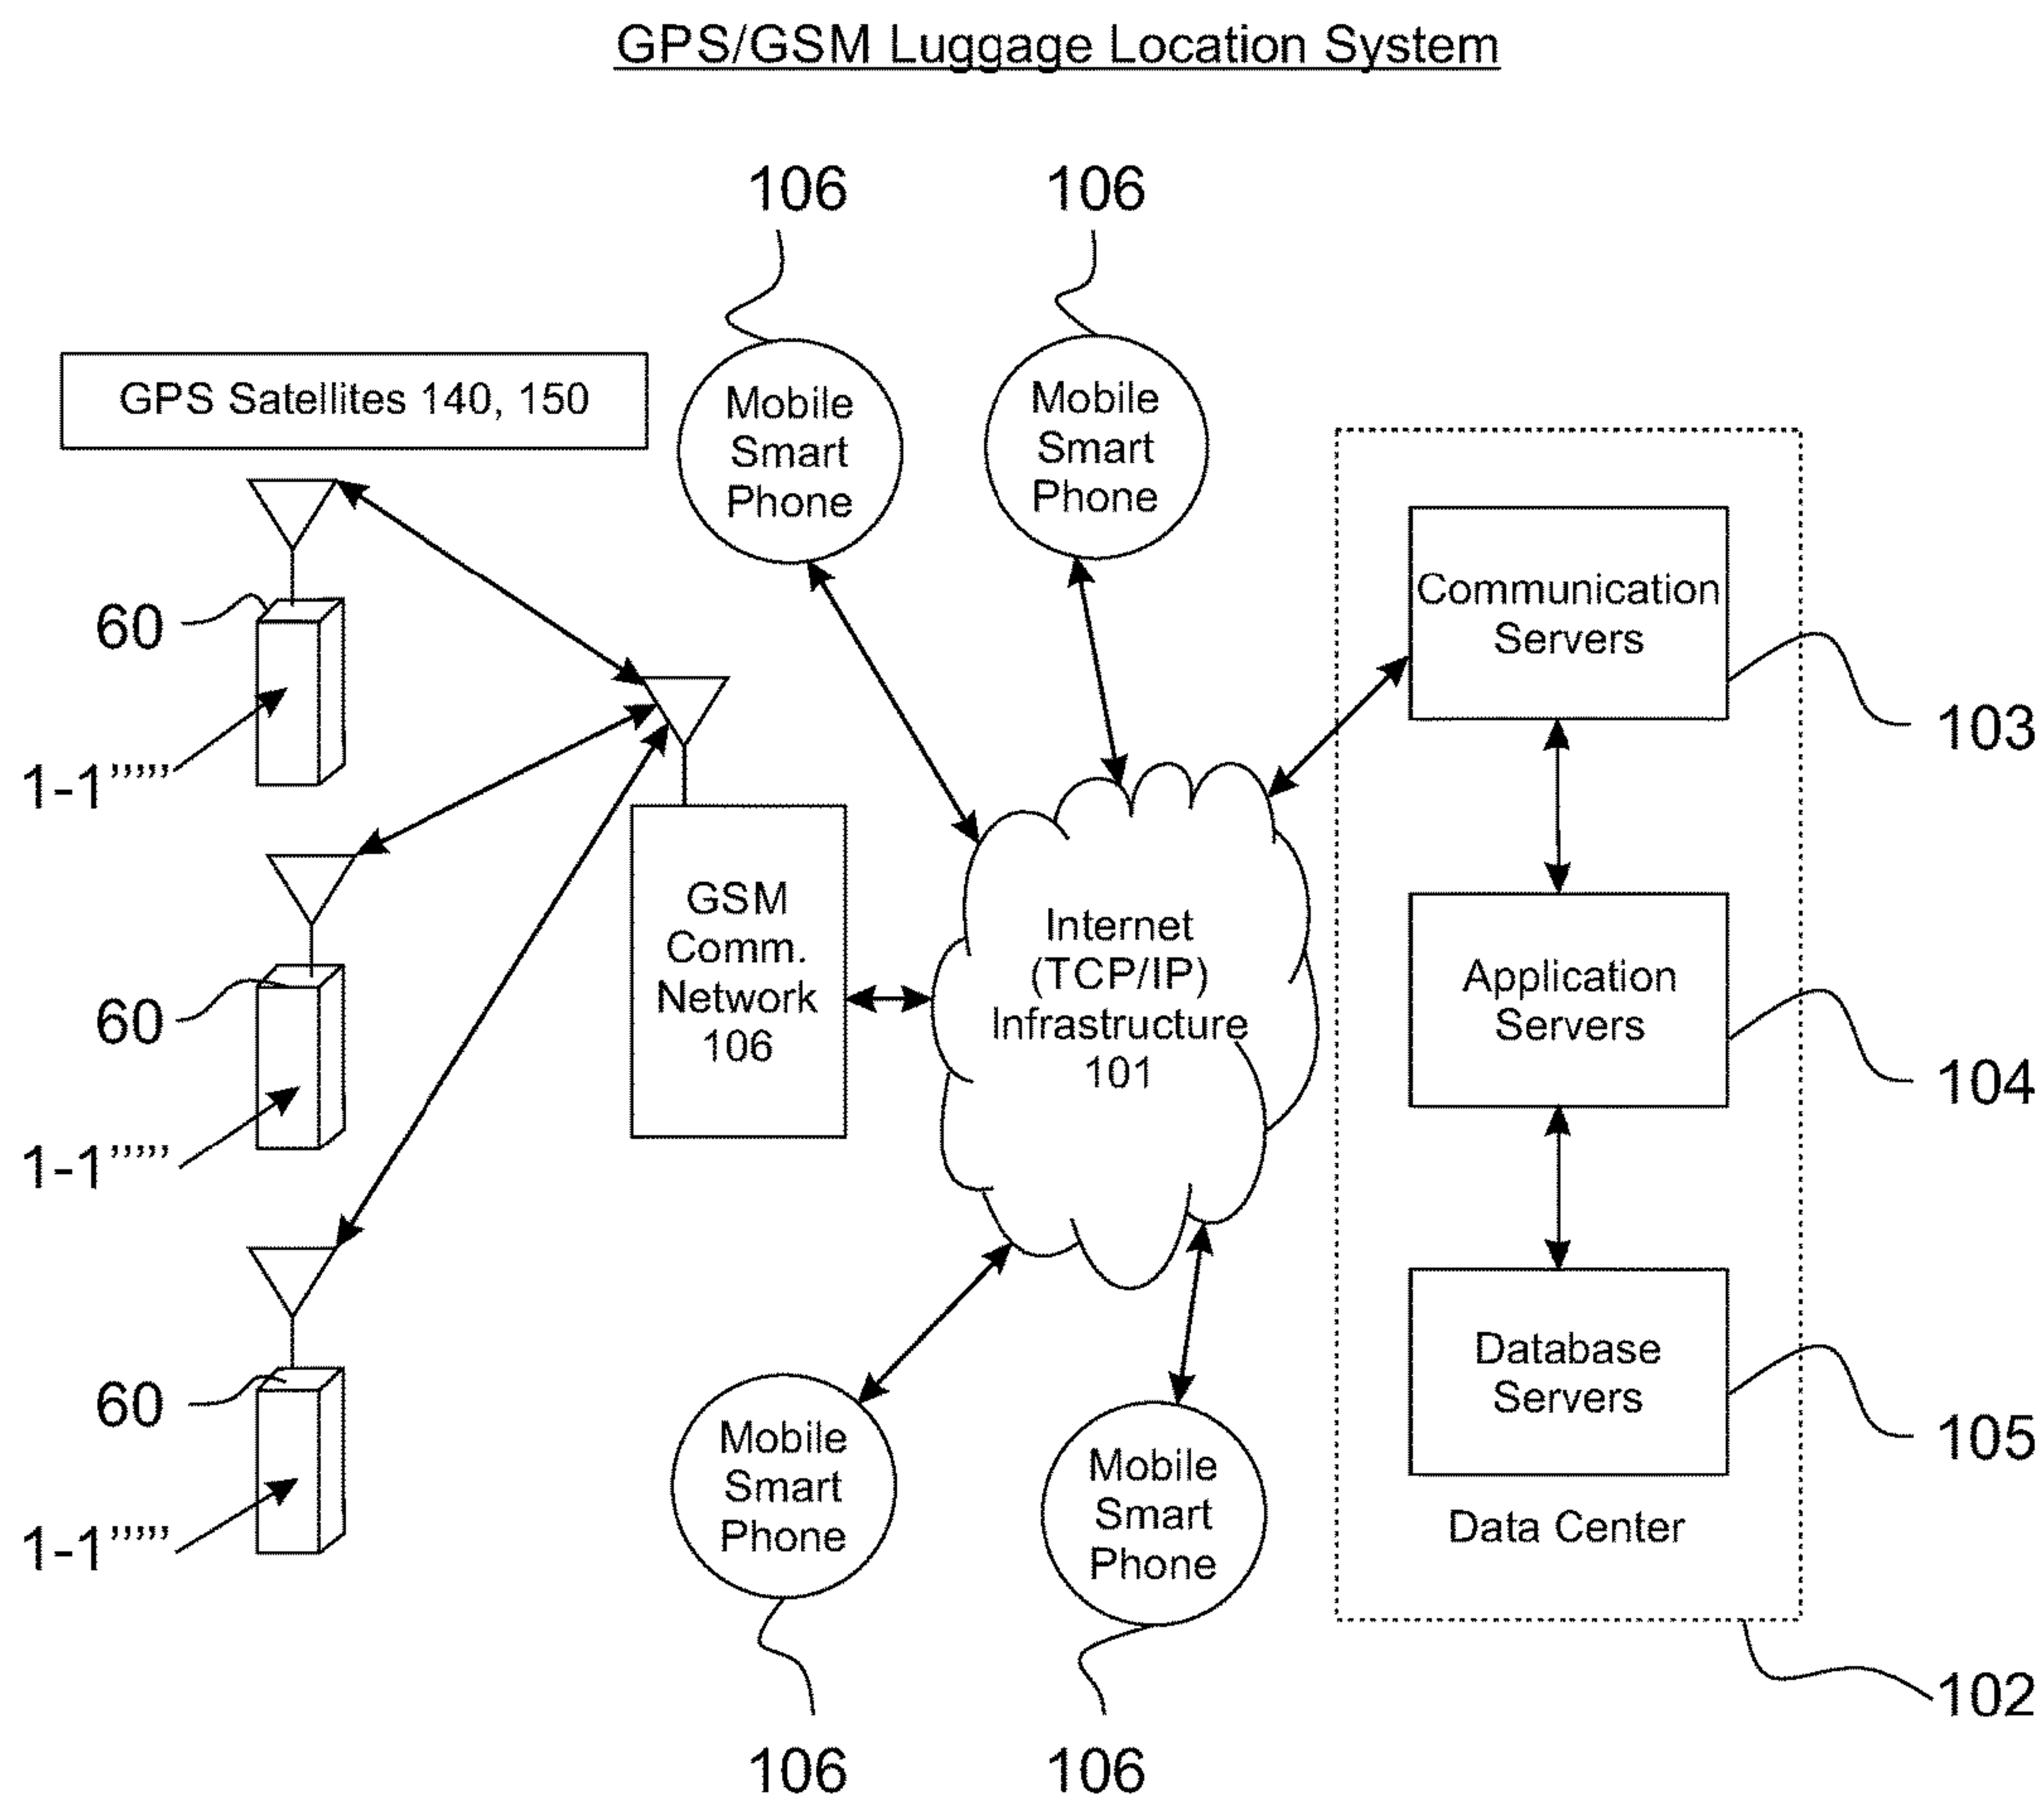 GPS/GSM Luggage Location System
106
106
GPS Satellites 140, 150
Mobile
Smart
Phone
Mobile
Smart
Phone
60
1-1’’’’’
60
1-1’’’’’
60
1-1’’’’’
GSM
Comm.
Network
106
Internet
(TCP/IP)
Infrastructure
101
Communication
Servers
103
Application
Servers
104
Database
Servers
105
Data Center
102
Mobile
Smart
Phone
Mobile
Smart
Phone
106
106